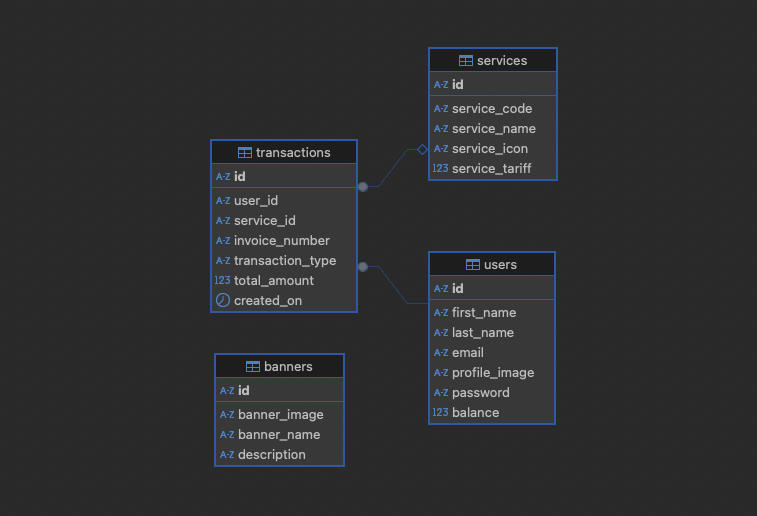 services
A-Z id
A-Z service_code
A-Z service_name
A-Z service_icon
123 service_tariff
transactions
A-Z id
A-Z user_id
A-Z service_id
A-Z invoice_number
A-Z transaction_type
123 total_amount
created_on
users
A-Z id
A-Z first_name
A-Z last_name
A-Z email
A-Z profile_image
A-Z password
123 balance
banners
A-Z id
A-Z banner_image
A-Z banner_name
A-Z description